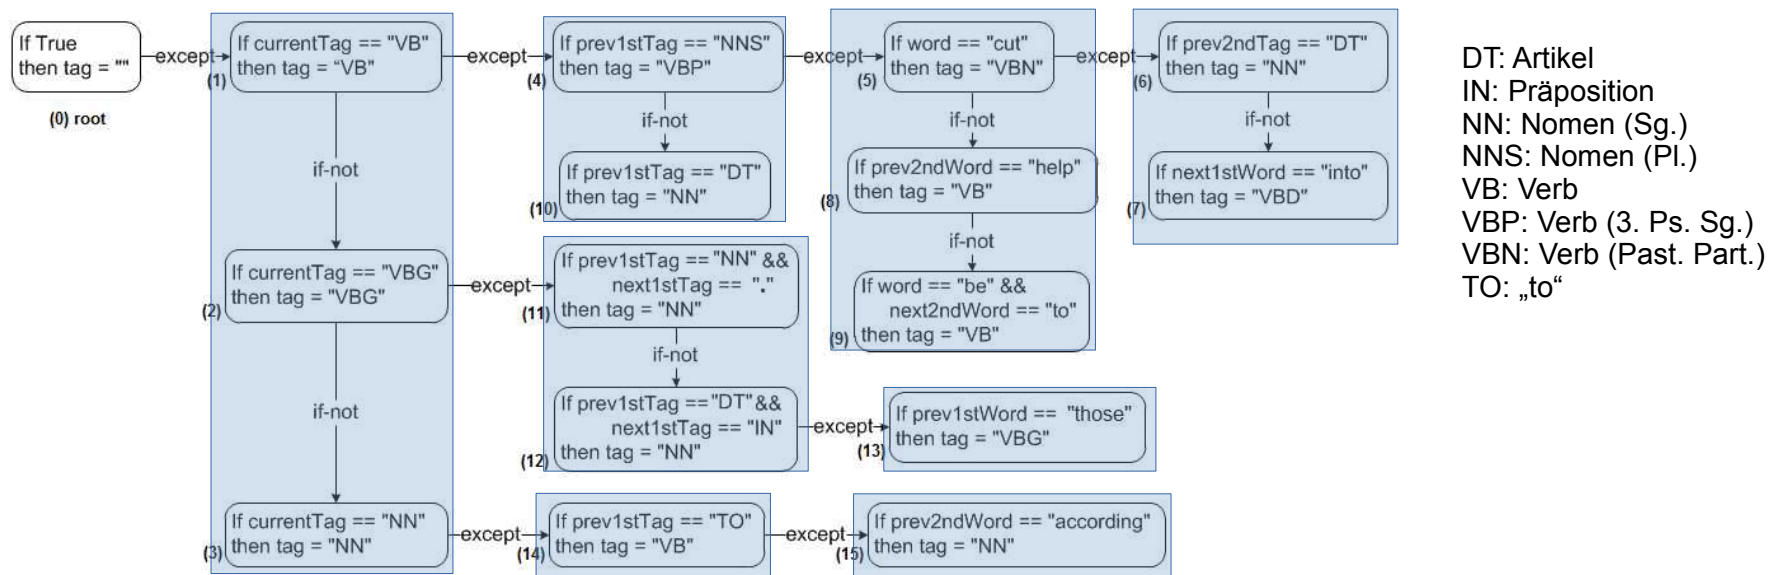 If True
then tag = ""
(0) root
except
If currentTag == "VB"
then tag = "VB"
(1)
except
If prev1stTag == "NNS"
then tag = "VBP"
(4)
except
If word == "cut"
then tag = "VBN"
(5)
except
If prev2ndTag == "DT"
then tag = "NN"
(6)
if-not
If next1stWord == "into"
then tag = "VBD"
(7)
if-not
If prev2ndWord == "help"
then tag = "VB"
(8)
if-not
If word == "be" &&
next2ndWord == "to"
then tag = "VB"
(9)
if-not
If prev1stTag == "DT"
then tag = "NN"
(10)
if-not
If currentTag == "VBG"
then tag = "VBG"
(2)
except
If prev1stTag == "NN" &&
next1stTag == "."
then tag = "NN"
(11)
if-not
If prev1stTag == "DT" &&
next1stTag == "IN"
then tag = "NN"
(12)
except
If prev1stWord == "those"
then tag = "VBG"
(13)
if-not
If currentTag == "NN"
then tag = "NN"
(3)
except
If prev1stTag == "TO"
then tag = "VB"
(14)
except
If prev2ndWord == "according"
then tag = "NN"
(15)
DT: Artikel
IN: Präposition
NN: Nomen (Sg.)
NNS: Nomen (Pl.)
VB: Verb
VBP: Verb (3. Ps. Sg.)
VBN: Verb (Past. Part.)
TO: „to“